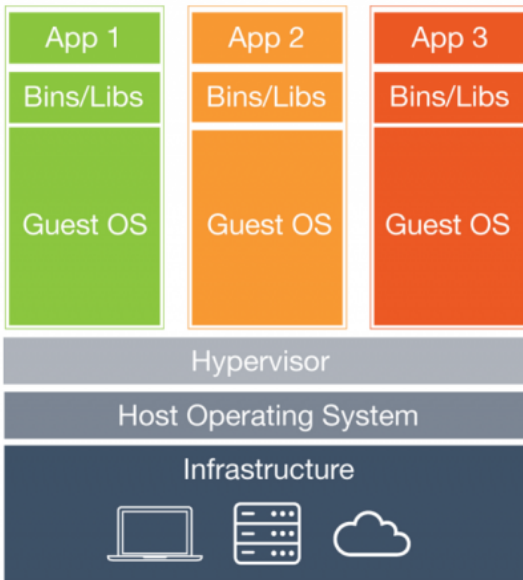 App 1
App 2
App 3
Bins/Libs
Bins/Libs
Bins/Libs
Guest OS
Guest OS
Guest OS
Hypervisor
Host Operating System
Infrastructure